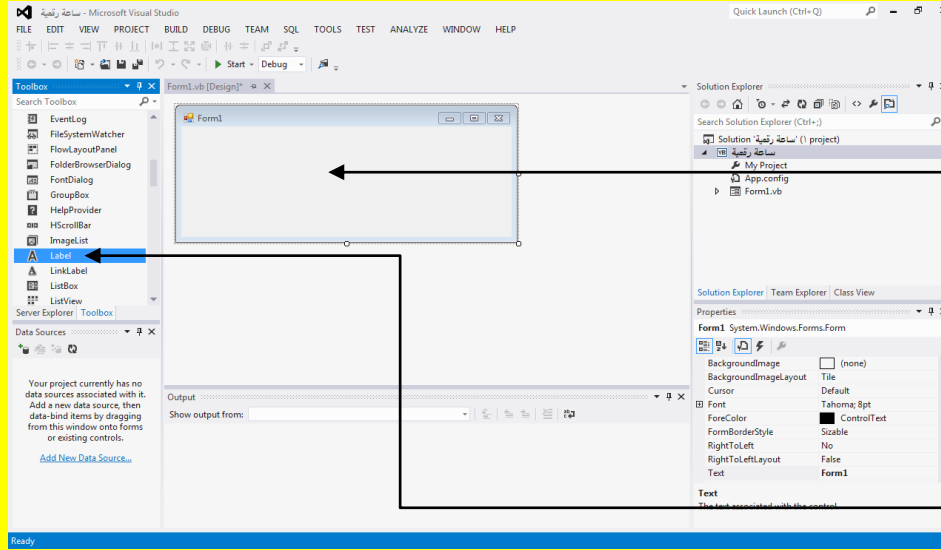 ساعة رقمية - Microsoft Visual Studio
Quick Launch (Ctrl+Q)
FILE EDIT VIEW PROJECT BUILD DEBUG TEAM SQL TOOLS TEST ANALYZE WINDOW HELP
Start Debug
Toolbox
Search Toolbox
EventLog
FileSystemWatcher
FlowLayoutPanel
FolderBrowserDialog
FontDialog
GroupBox
HelpProvider
HScrollBar
ImageList
Label
LinkLabel
ListBox
ListView
Server Explorer Toolbox
Data Sources
Your project currently has no
data sources associated with it.
Add a new data source, then
data-bind items by dragging
from this window onto forms
or existing controls.
Add New Data Source...
Form1.vb [Design]*
Form1
Output
Show output from:
Solution Explorer
Search Solution Explorer (Ctrl+;)
Solution 'ساعة رقمية' (١ project)
ساعة رقمية
My Project
App.config
Form1.vb
Solution Explorer Team Explorer Class View
Properties
Form1 System.Windows.Forms.Form
BackgroundImage (none)
BackgroundImageLayout Tile
Cursor Default
Font Tahoma; 8pt
ForeColor ControlText
FormBorderStyle Sizable
RightToLeft No
RightToLeftLayout False
Text Form1
Text
The text associated with the control.
Ready